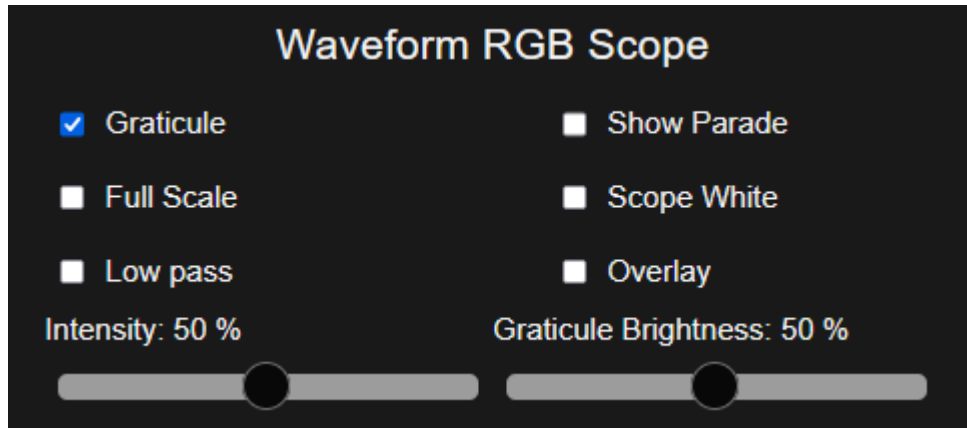 Waveform RGB Scope
Graticule
Show Parade
Full Scale
Scope White
Low pass
Overlay
Intensity: 50 %
Graticule Brightness: 50 %